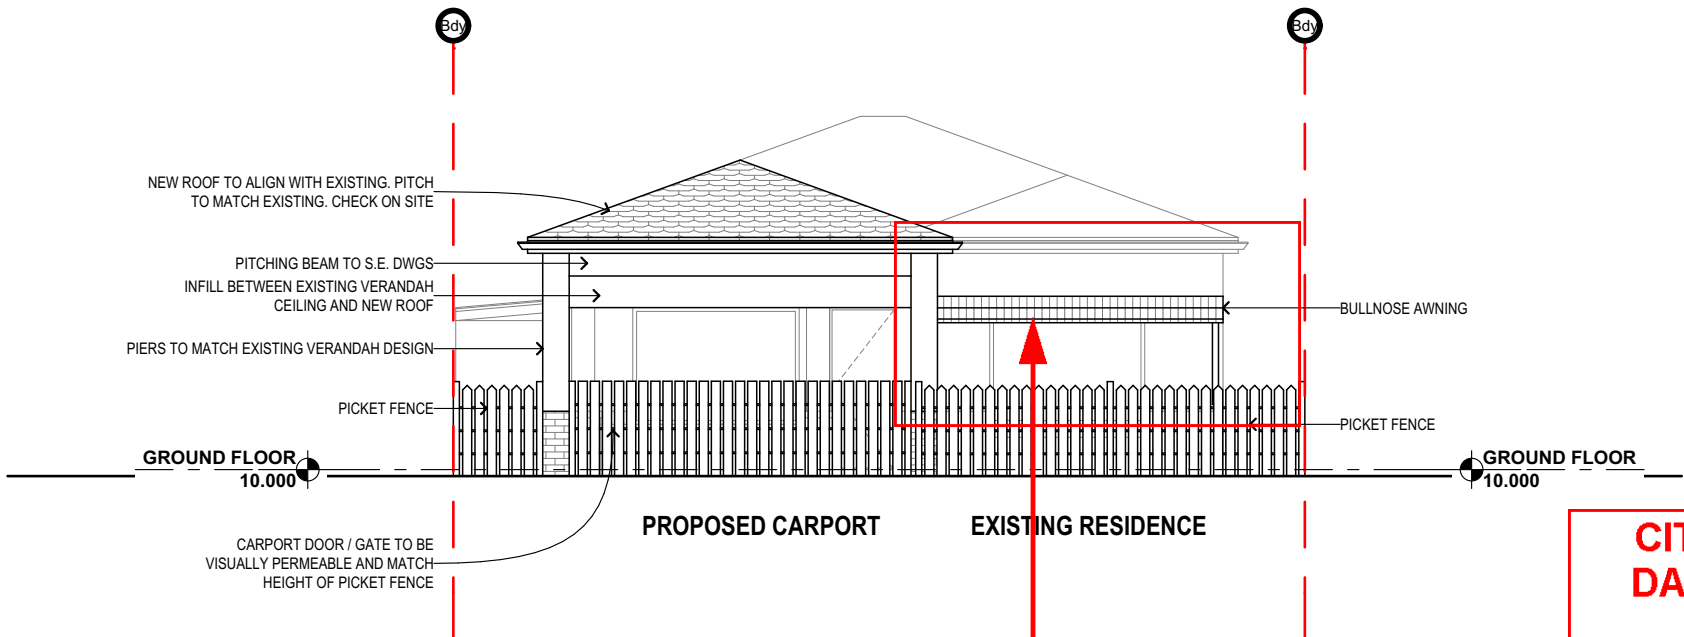 Bdy
Bdy
NEW ROOF TO ALIGN WITH EXISTING. PITCH
TO MATCH EXISTING. CHECK ON SITE
PITCHING BEAM TO S.E. DWGS
INFILL BETWEEN EXISTING VERANDAH
CEILING AND NEW ROOF
BULLNOSE AWNING
PIERS TO MATCH EXISTING VERANDAH DESIGN
PICKET FENCE
PICKET FENCE
GROUND FLOOR
10.000
GROUND FLOOR
10.000
PROPOSED CARPORT
EXISTING RESIDENCE
CARPORT DOOR / GATE TO BE
VISUALLY PERMEABLE AND MATCH
HEIGHT OF PICKET FENCE
DA